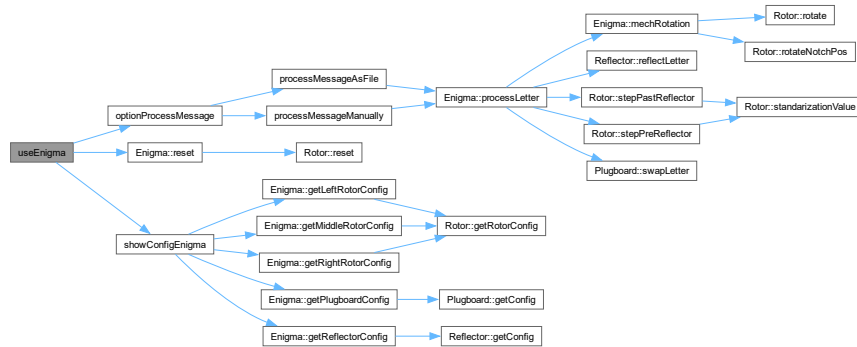 useEnigma
optionProcessMessage
processMessageAsFile
processMessageManually
Enigma::processLetter
Enigma::mechRotation
Rotor::rotate
Rotor::rotateNotchPos
Reflector::reflectLetter
Rotor::stepPastReflector
Rotor::stepPreReflector
Rotor::standarizationValue
Plugboard::swapLetter
Enigma::reset
Rotor::reset
showConfigEnigma
Enigma::getLeftRotorConfig
Enigma::getMiddleRotorConfig
Enigma::getRightRotorConfig
Rotor::getRotorConfig
Enigma::getPlugboardConfig
Plugboard::getConfig
Enigma::getReflectorConfig
Reflector::getConfig